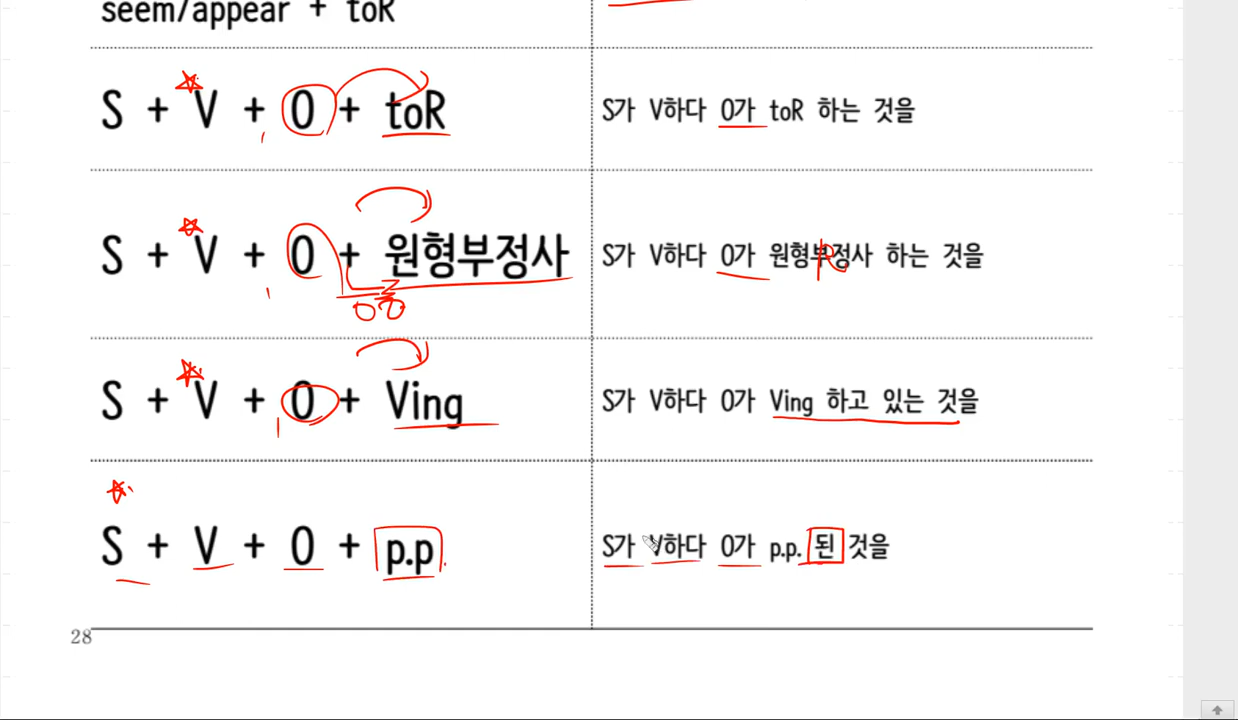 seem/appear + toR
S + V + O + toR
S가 V하다 O가 toR 하는 것을
S + V + O + 원형부정사
S가 V하다 O가 원형부정사 하는 것을
S + V + O + Ving
S가 V하다 O가 Ving 하고 있는 것을
S + V + O + p.p
S가 V하다 O가 p.p. 된 것을
28